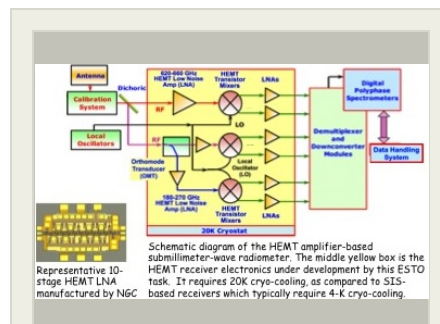 Antenna
Calibration
System
Dichoric
620-660 GHz
HEMT Low Noise
Amp (LNA)
HEMT
Transistor
Mixers
LNAs
Digital
Polyphase
Spectrometers
RF
LO
Local
Oscillators
RF
Orthomode
Transducer
(OMT)
Local
Oscillator
(LO)
Demultiplexer
and
Downconverter
Modules
Data Handling
System
180-270 GHz
HEMT Low Noise
Amp (LNA)
HEMT
Transistor
Mixers
LNAs
20K Cryostat
Representative 10-
stage HEMT LNA
manufactured by NGC
Schematic diagram of the HEMT amplifier-based
submillimeter-wave radiometer. The middle yellow box is the
HEMT receiver electronics under development by this ESTO
task. It requires 20K cryo-cooling, as compared to SIS-
based receivers which typically require 4-K cryo-cooling.